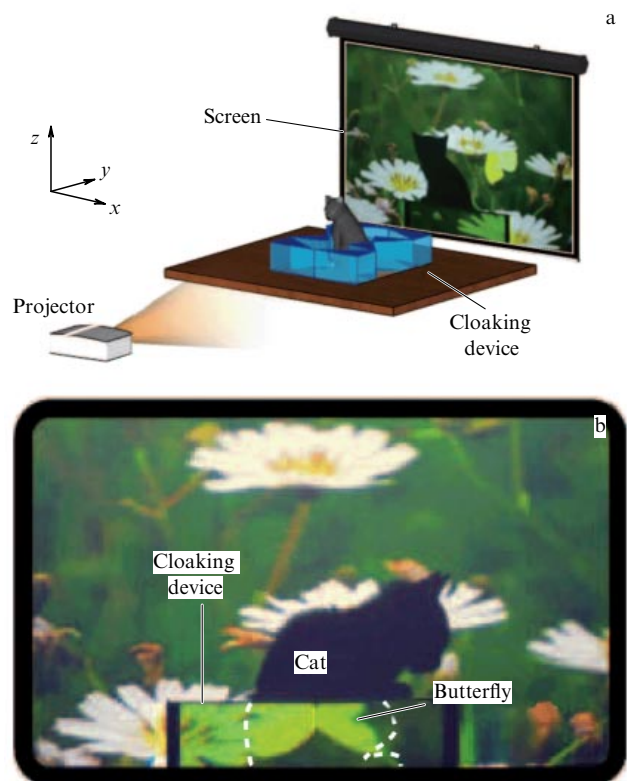 a
Screen
z
y
x
Projector
Cloaking
device
b
Cloaking
device
Cat
Butterfly